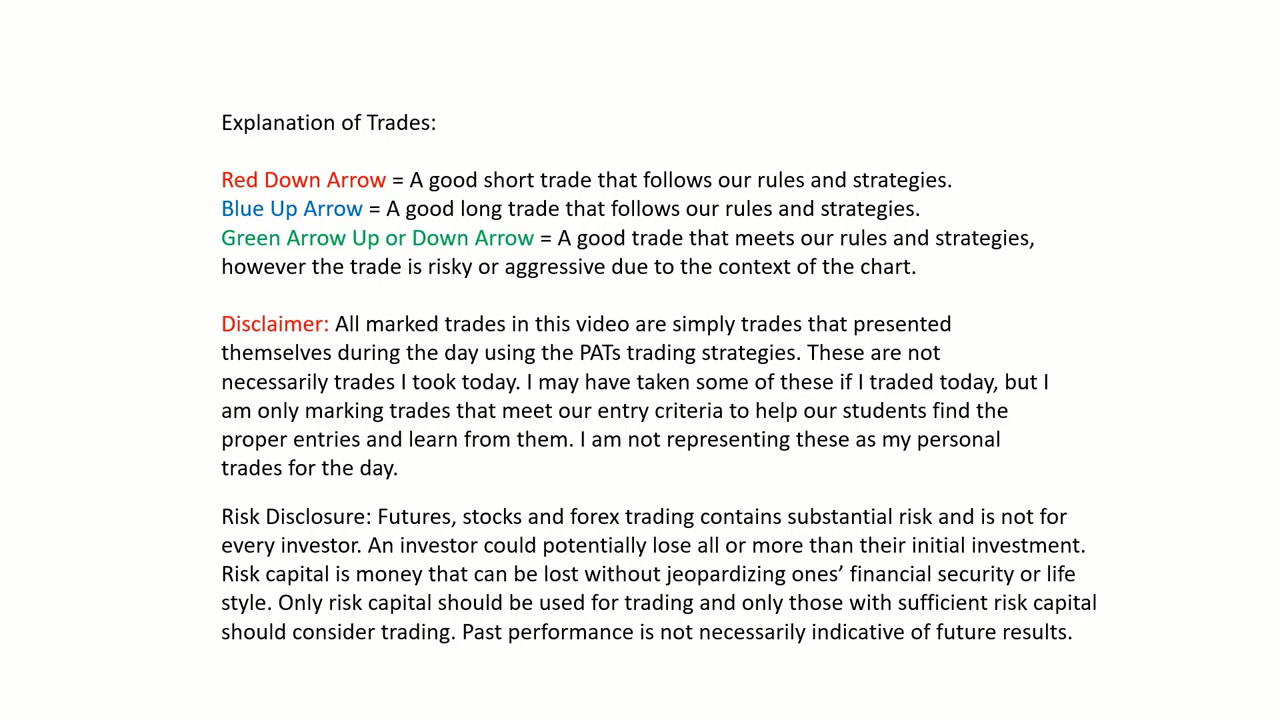 Explanation of Trades:
Red Down Arrow = A good short trade that follows our rules and strategies.
Blue Up Arrow = A good long trade that follows our rules and strategies.
Green Arrow Up or Down Arrow = A good trade that meets our rules and strategies,
however the trade is risky or aggressive due to the context of the chart.
Disclaimer: All marked trades in this video are simply trades that presented
themselves during the day using the PATs trading strategies. These are not
necessarily trades I took today. I may have taken some of these if I traded today, but I
am only marking trades that meet our entry criteria to help our students find the
proper entries and learn from them. I am not representing these as my personal
trades for the day.
Risk Disclosure: Futures, stocks and forex trading contains substantial risk and is not for
every investor. An investor could potentially lose all or more than their initial investment.
Risk capital is money that can be lost without jeopardizing ones’ financial security or life
style. Only risk capital should be used for trading and only those with sufficient risk capital
should consider trading. Past performance is not necessarily indicative of future results.